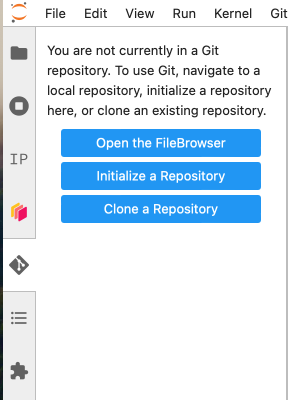 File Edit View Run Kernel Git
You are not currently in a Git
repository. To use Git, navigate to a
local repository, initialize a repository
here, or clone an existing repository.
Open the FileBrowser
Initialize a Repository
IP
Clone a Repository